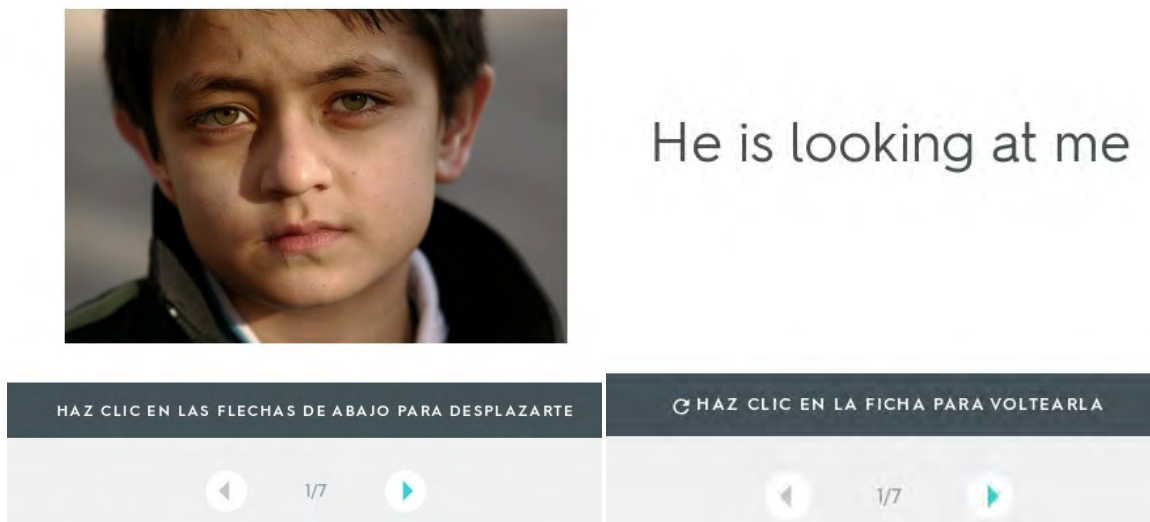 He is looking at me
HAZ CLIC EN LAS FLECHAS DE ABAJO PARA DESPLAZARTE
HAZ CLIC EN LA FICHA PARA VOLTEARLA
1/7
1/7